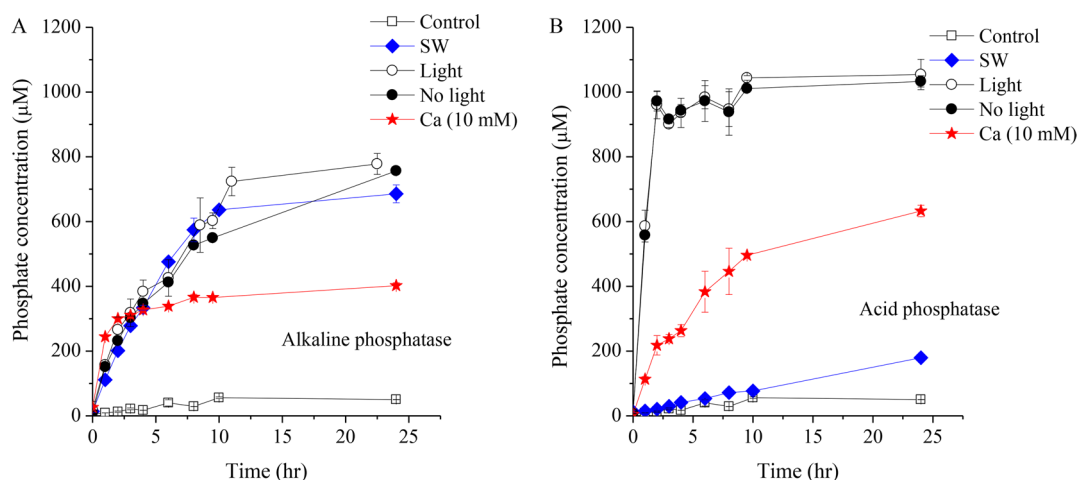 A
Control
SW
Light
No light
Ca (10 mM)
Phosphate concentration (μM)
1200
1000
800
600
400
200
0
Alkaline phosphatase
0
5
10
15
20
25
Time (hr)
B
Control
SW
Light
No light
Ca (10 mM)
Phosphate concentration (μM)
1200
1000
800
600
400
200
0
Acid phosphatase
0
5
10
15
20
25
Time (hr)